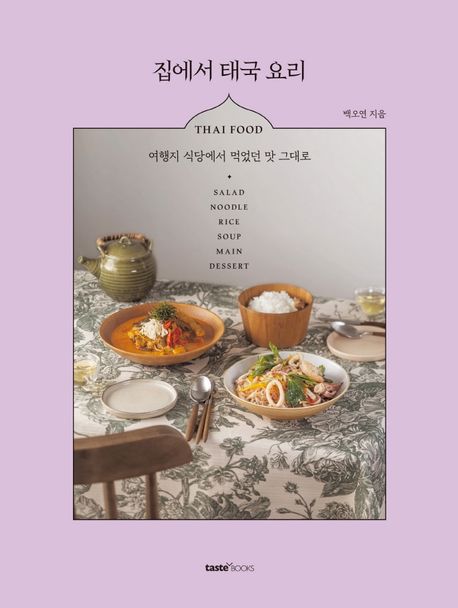 집에서 태국 요리
백오연 지음
THAI FOOD
여행지 식당에서 먹었던 맛 그대로
SALAD
NOODLE
RICE
SOUP
MAIN
DESSERT
taste BOOKS